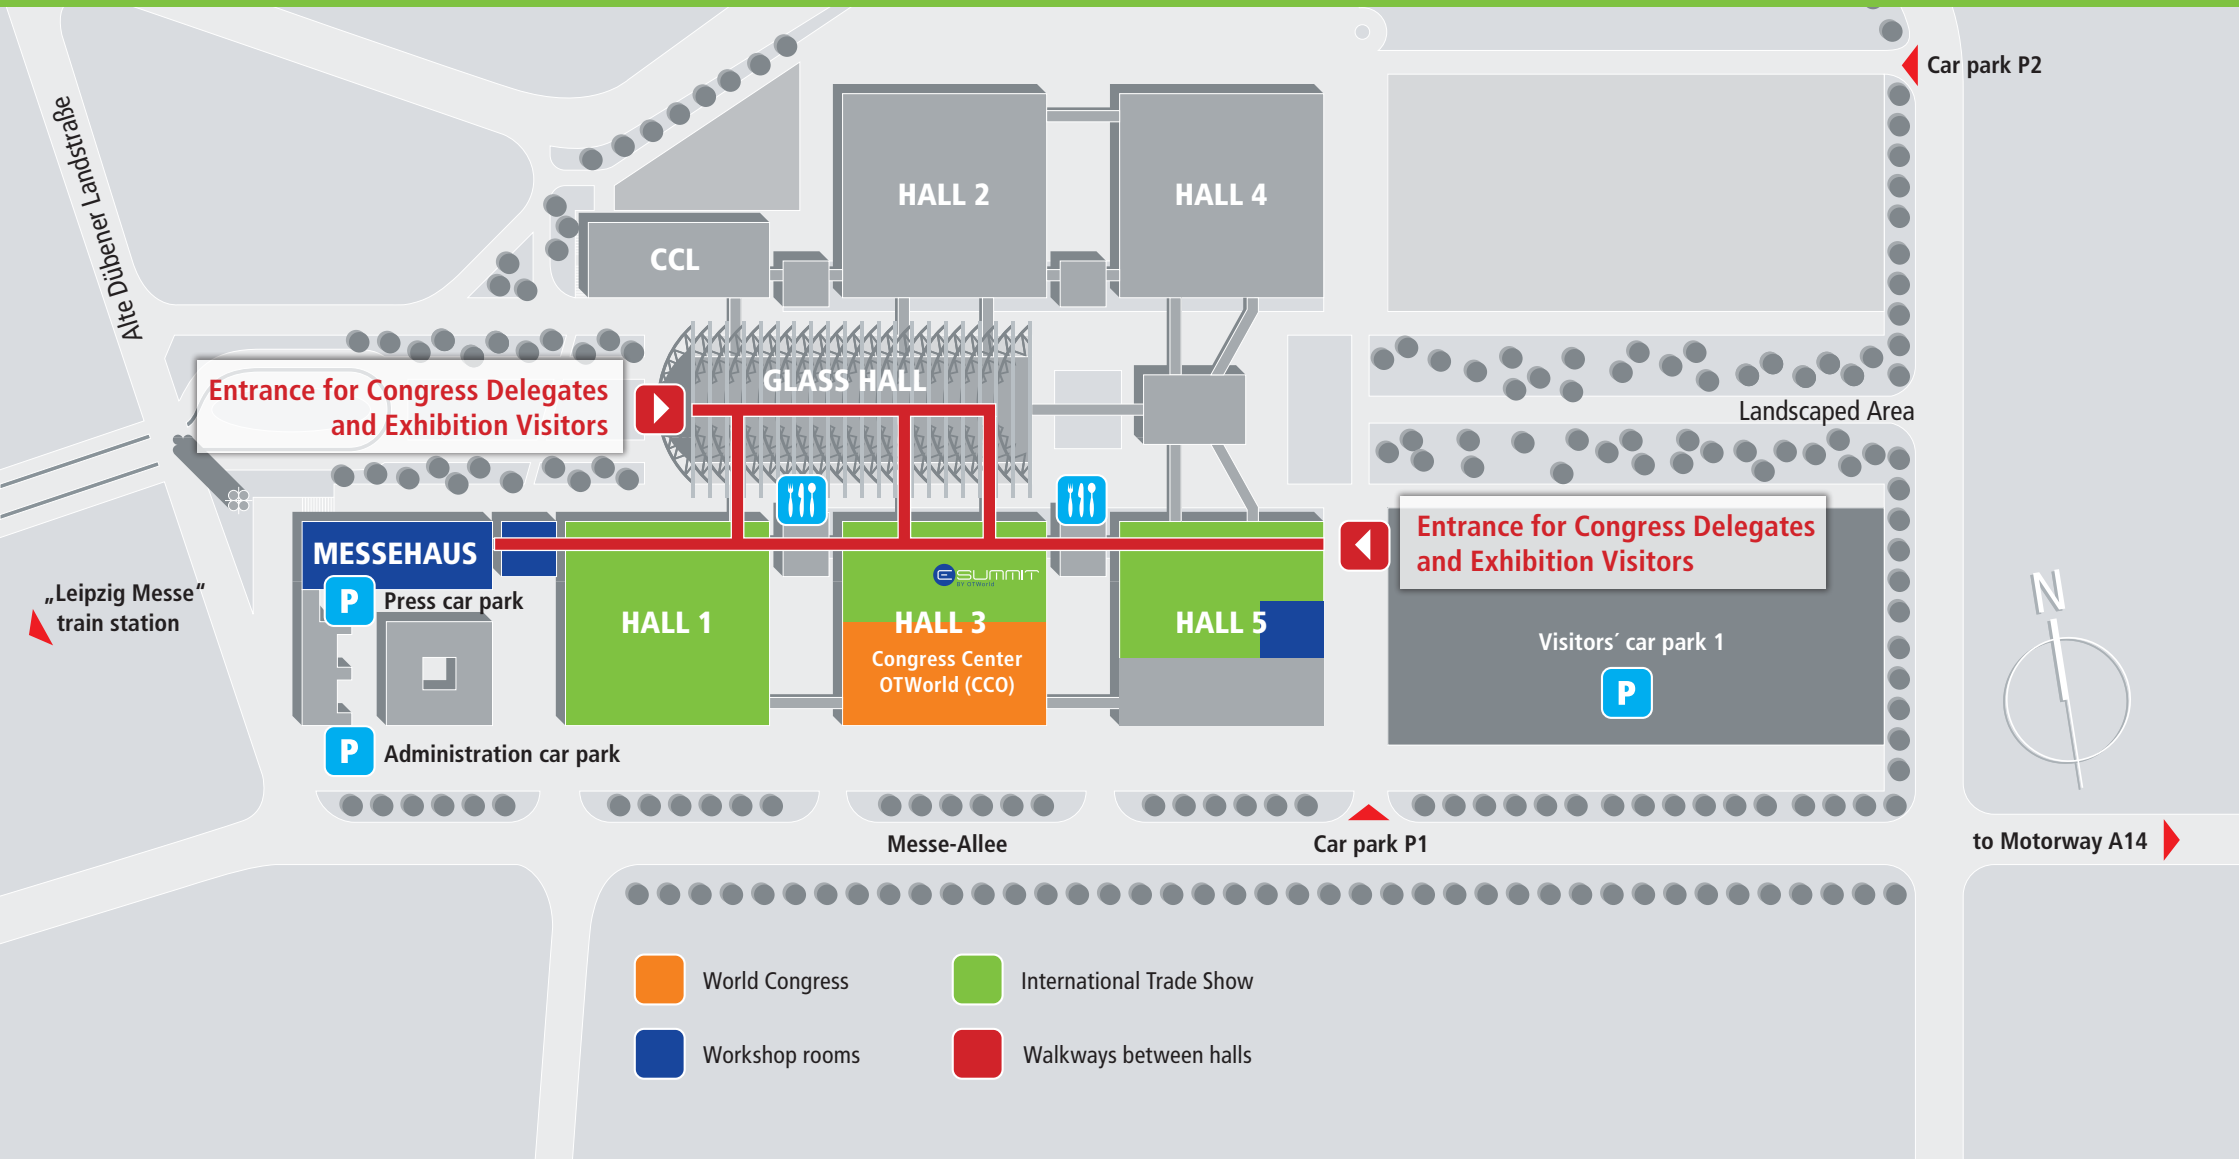 Car park P2
Alte Dübener Landstraße
HALL 2
HALL 4
CCL
GLASS HALL
Entrance for Congress Delegates
and Exhibition Visitors
Landscaped Area
Entrance for Congress Delegates
and Exhibition Visitors
MESSEHAUS
„Leipzig Messe“
train station
P
Press car park
ESUMMIT
BY OTWorld
HALL 1
HALL 3
Congress Center
OTWorld (CCO)
HALL 5
Visitors´ car park 1
P
N
P
Administration car park
Messe-Allee
Car park P1
to Motorway A14
World Congress
International Trade Show
Workshop rooms
Walkways between halls